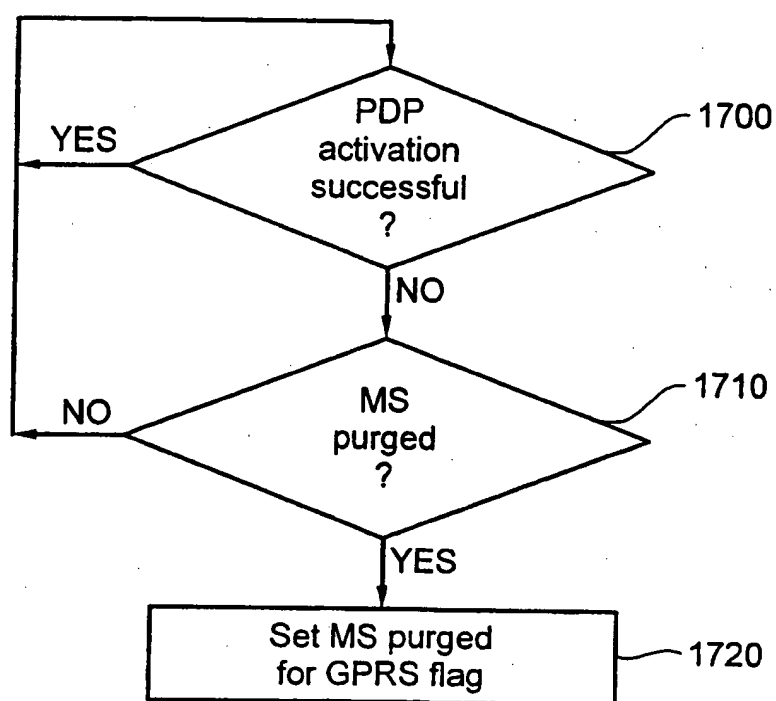 PDP
activation
successful
?
1700
YES
NO
MS
purged
?
1710
NO
YES
Set MS purged
for GPRS flag
1720